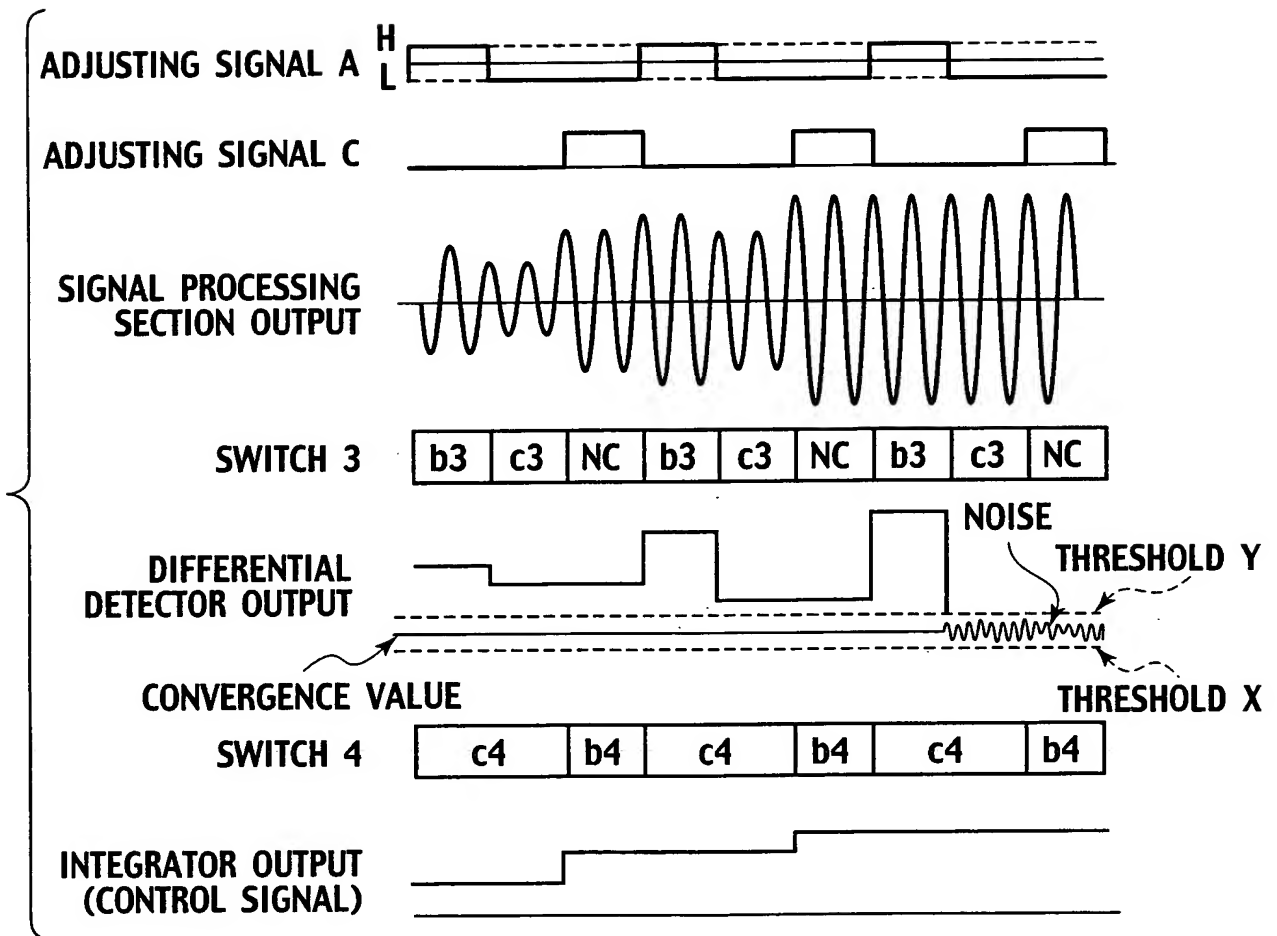 ADJUSTING SIGNAL A
H
L
ADJUSTING SIGNAL C
SIGNAL PROCESSING
SECTION OUTPUT
SWITCH 3
b3 c3 NC b3 c3 NC b3 c3 NC
DIFFERENTIAL
DETECTOR OUTPUT
NOISE
THRESHOLD Y
CONVERGENCE VALUE
THRESHOLD X
SWITCH 4
c4 b4 c4 b4 c4 b4
INTEGRATOR OUTPUT
(CONTROL SIGNAL)